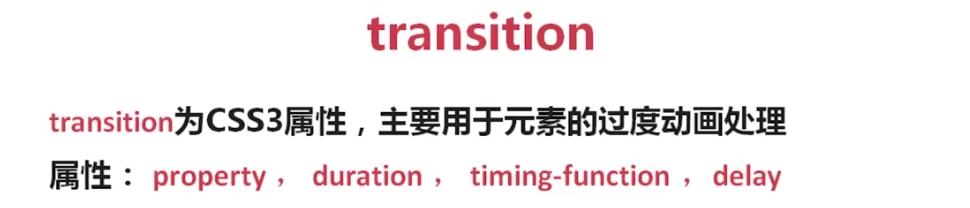 transition
transition为CSS3属性，主要用于元素的过度动画处理
属性： property ， duration ， timing-function ，delay